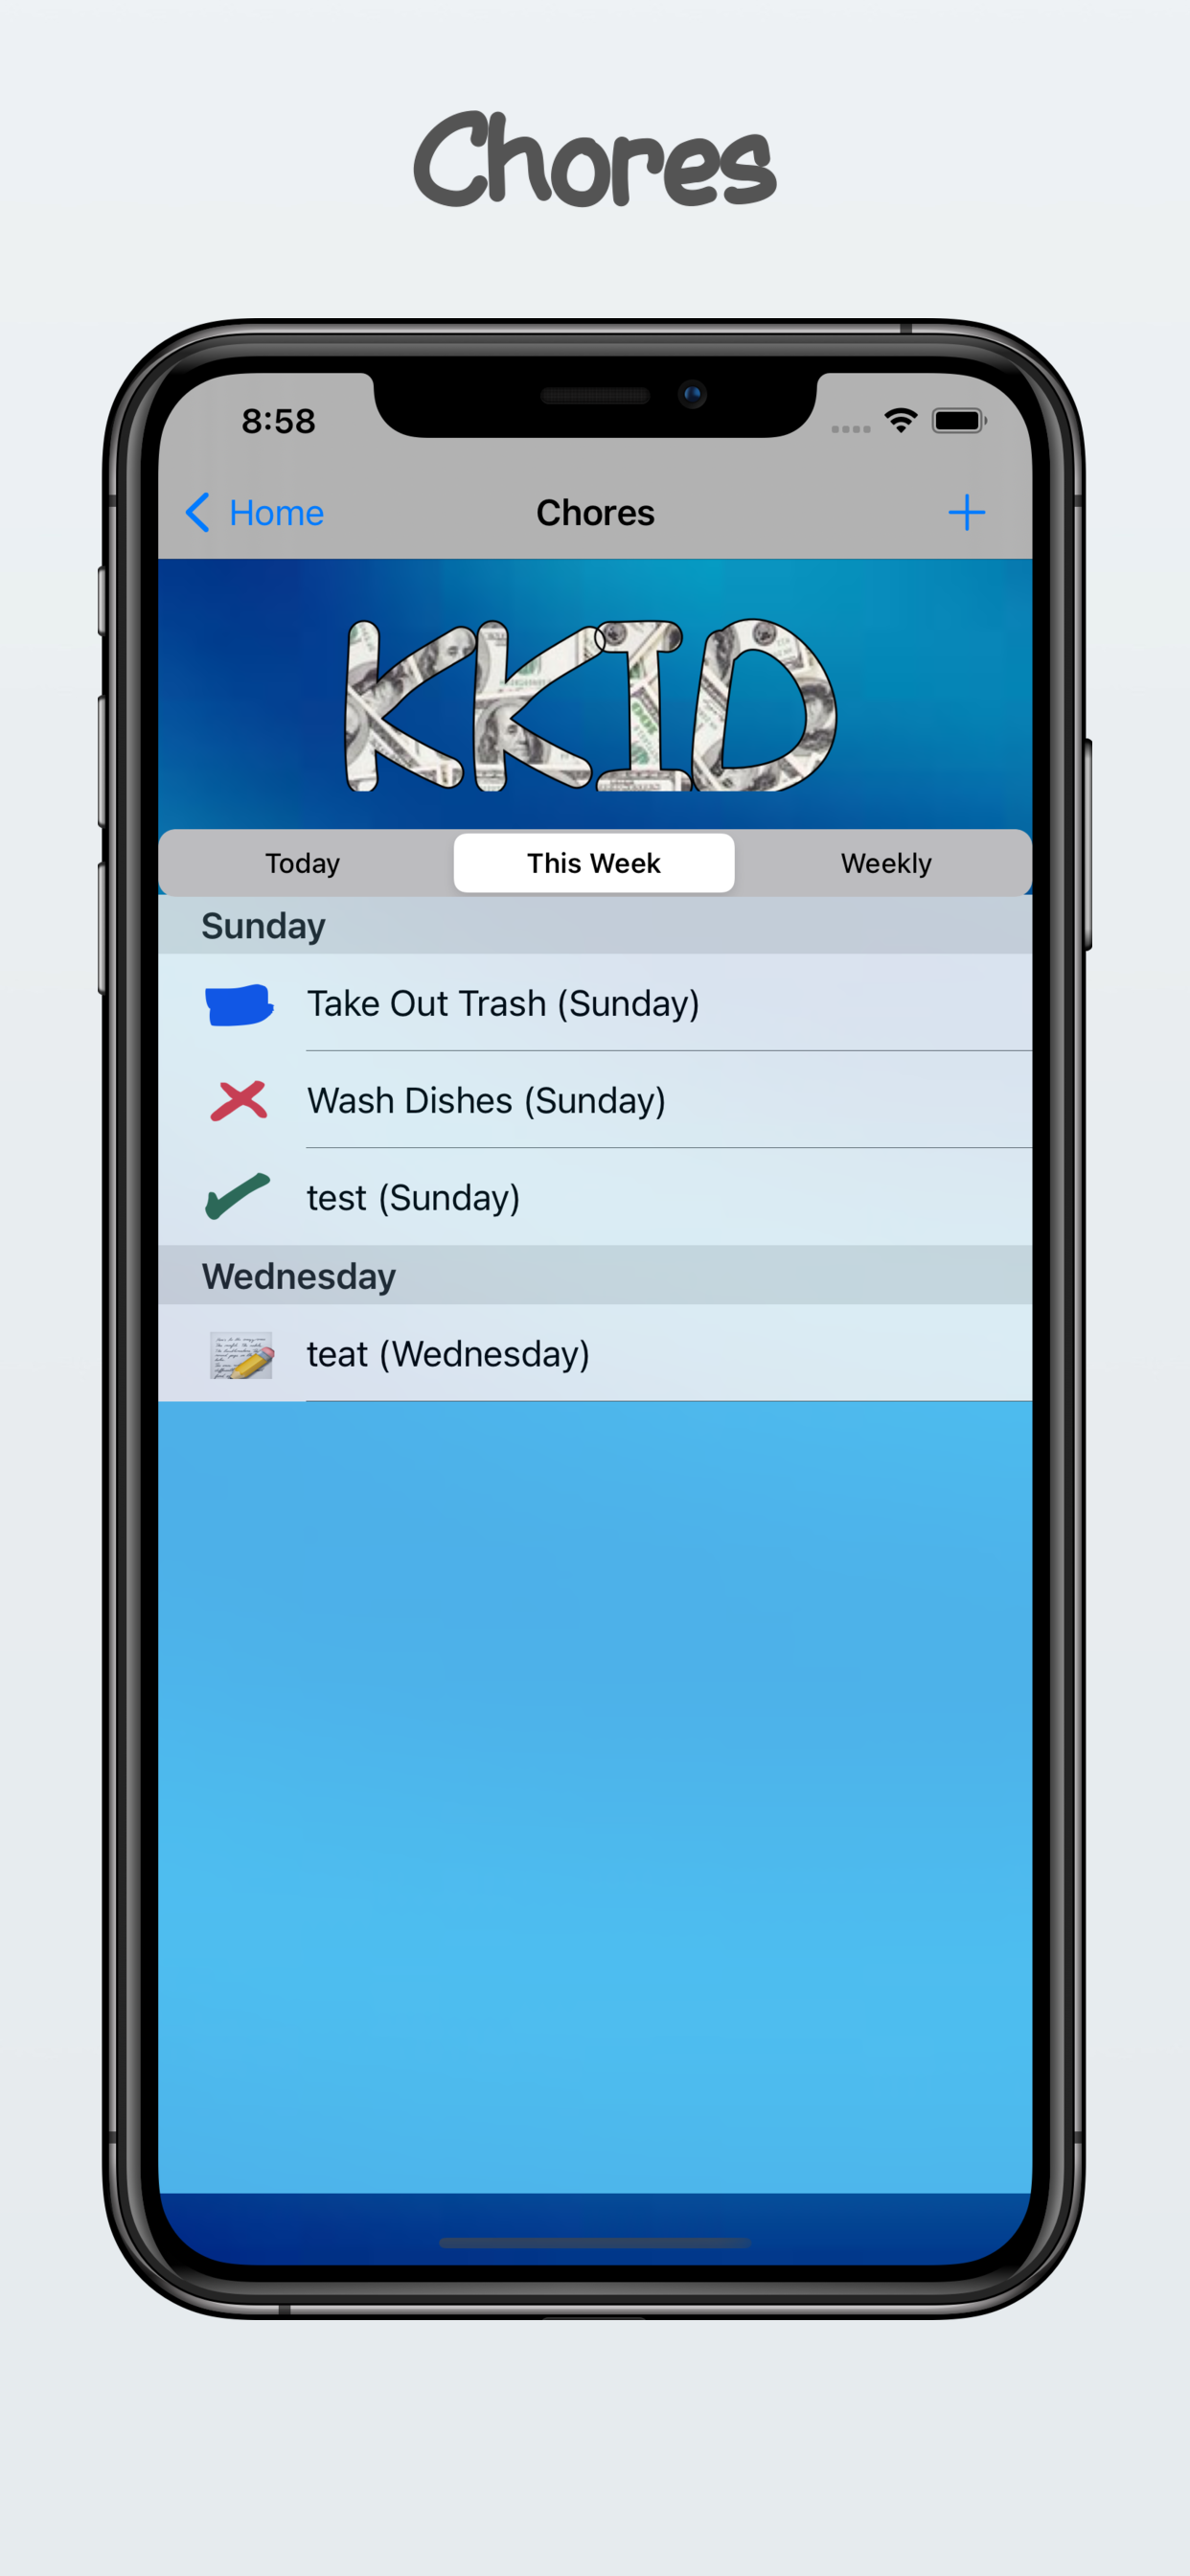 Chores
8:58
Home
Chores
KKID
Today
This Week
Weekly
Sunday
Take Out Trash (Sunday)
Wash Dishes (Sunday)
test (Sunday)
Wednesday
teat (Wednesday)